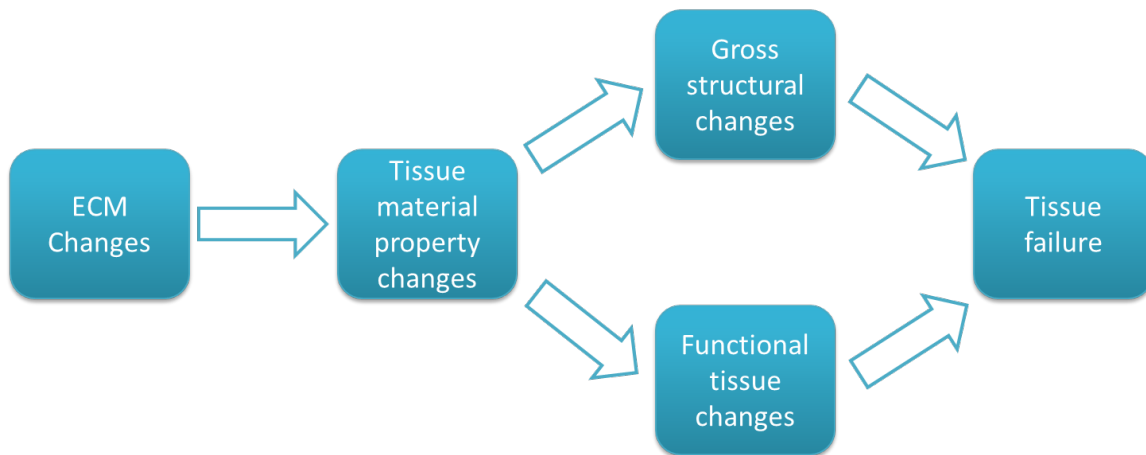 ECM
Changes
Tissue
material
property
changes
Gross
structural
changes
Functional
tissue
changes
Tissue
failure